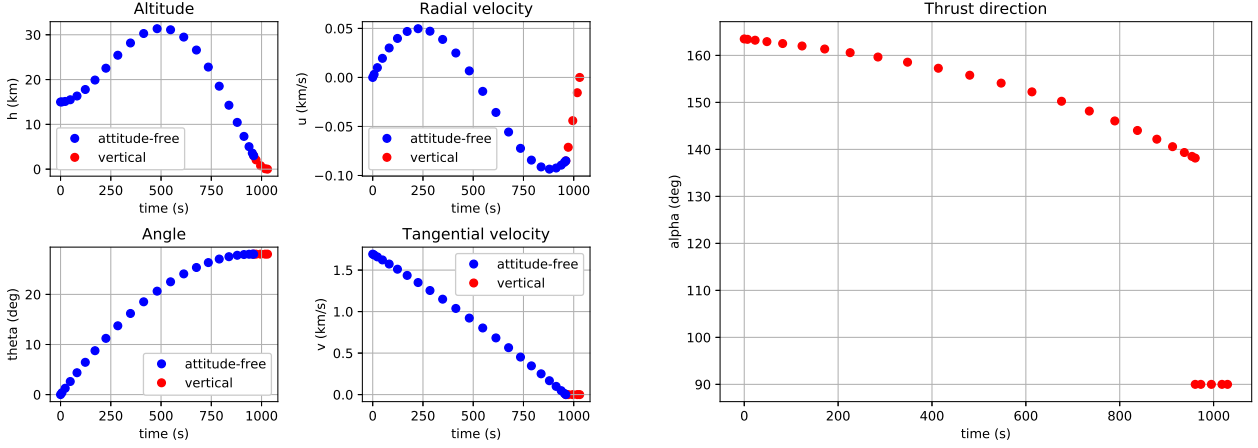 Altitude
h (km)
30
20
10
0
0 250 500 750 1000
time (s)
attitude-free
vertical
Radial velocity
u (km/s)
0.05
0.00
−0.05
−0.10
0 250 500 750 1000
time (s)
attitude-free
vertical
Angle
theta (deg)
20
10
0
0 250 500 750 1000
time (s)
attitude-free
vertical
Tangential velocity
v (km/s)
1.5
1.0
0.5
0.0
0 250 500 750 1000
time (s)
attitude-free
vertical
Thrust direction
alpha (deg)
160
150
140
130
120
110
100
90
0 200 400 600 800 1000
time (s)